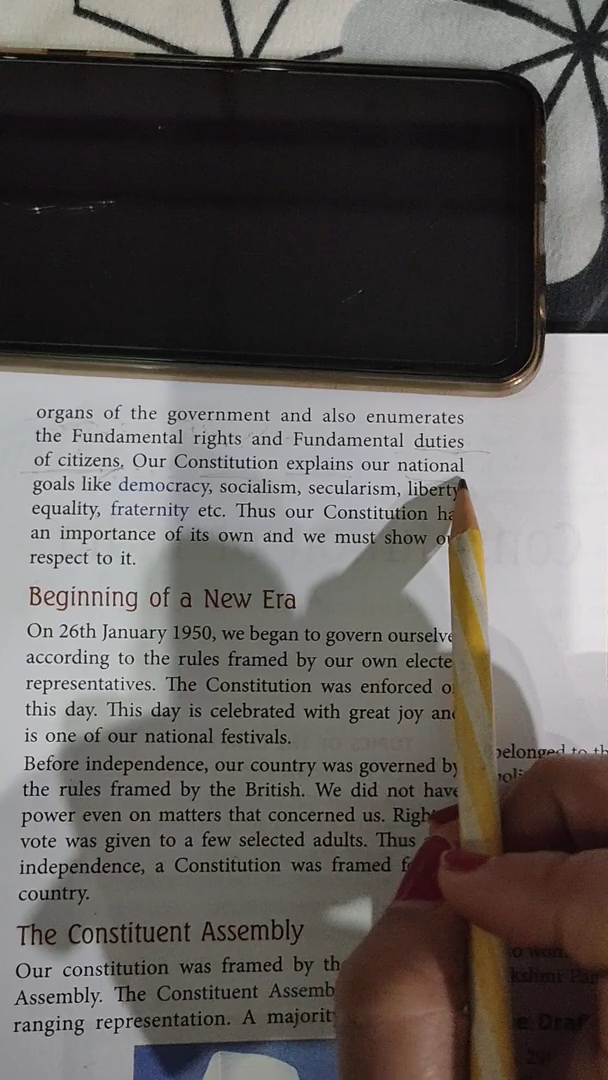 organs of the government and also enumerates
the Fundamental rights and Fundamental duties
of citizens. Our Constitution explains our national
goals like democracy, socialism, secularism, liberty
equality, fraternity etc. Thus our Constitution ha
an importance of its own and we must show o
respect to it.
Beginning of a New Era
On 26th January 1950, we began to govern ourselve
according to the rules framed by our own electe
representatives. The Constitution was enforced o
this day. This day is celebrated with great joy and
is one of our national festivals.
Before independence, our country was governed by
the rules framed by the British. We did not have
power even on matters that concerned us. Righ
vote was given to a few selected adults. Thus
independence, a Constitution was framed f
country.
The Constituent Assembly
Our constitution was framed by th
Assembly. The Constituent Assemb
ranging representation. A majorit
belonged to th